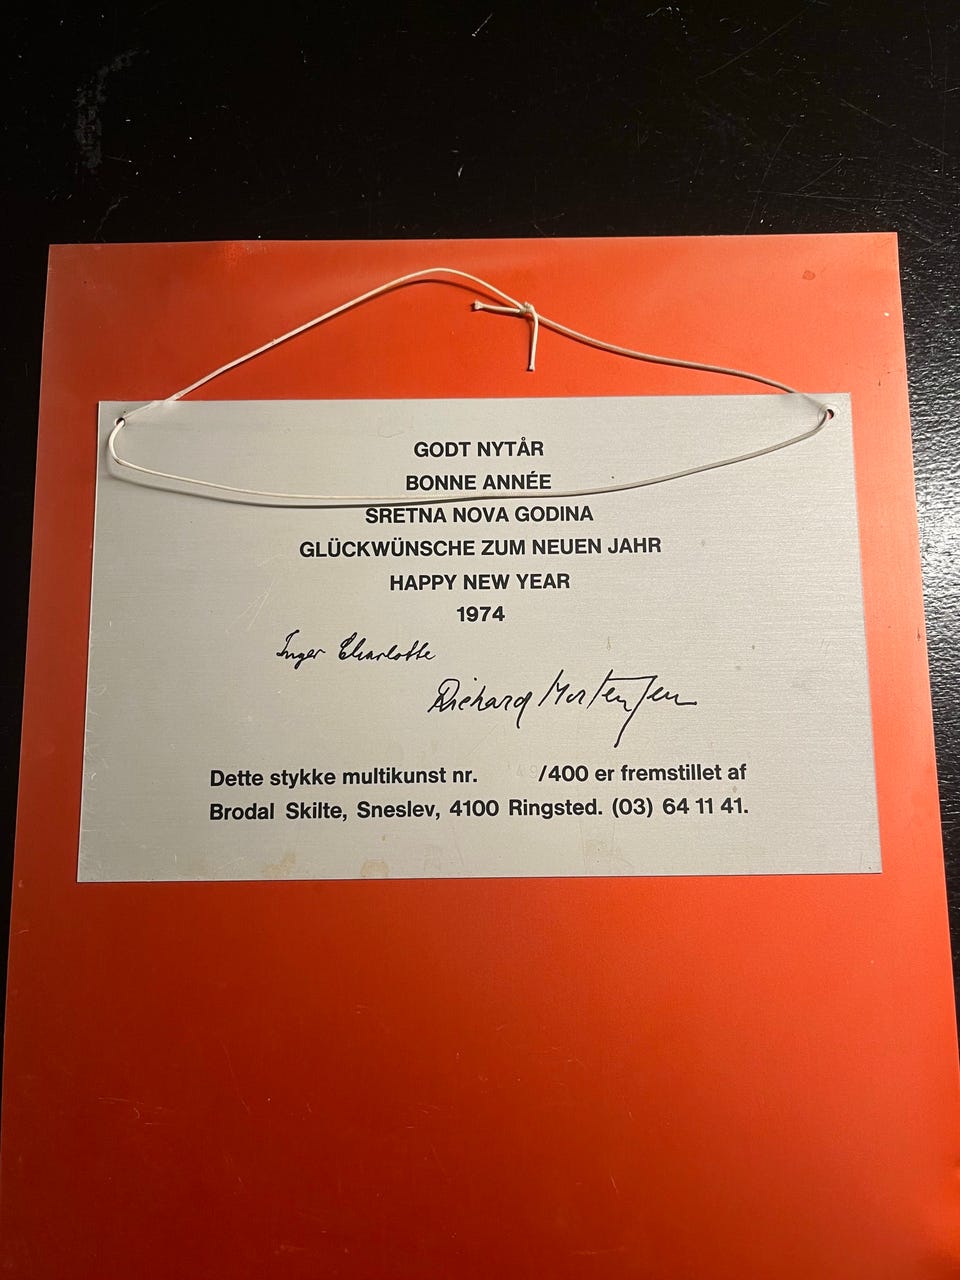 GODT NYTÅR
BONNE ANNÉE
SRETNA NOVA GODINA
GLÜCKWÜNSCHE ZUM NEUEN JAHR
HAPPY NEW YEAR
1974
Inger Charlotte
Richard Mortensen
Dette stykke multikunst nr. /400 er fremstillet af
Brodal Skilte, Sneslev, 4100 Ringsted. (03) 64 11 41.